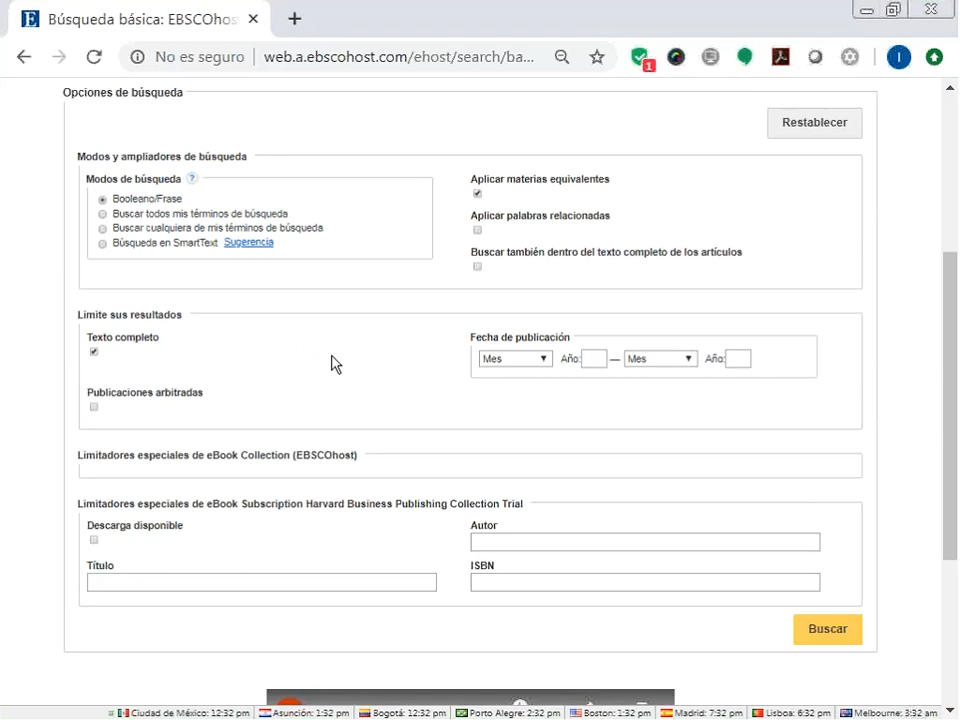 Búsqueda básica: EBSCOho
No es seguro
web.a.ebscohost.com/ehost/search/ba...
1
I
Opciones de búsqueda
Restablecer
Modos y ampliadores de búsqueda
Modos de búsqueda ?
Booleano/Frase
Buscar todos mis términos de búsqueda
Buscar cualquiera de mis términos de búsqueda
Búsqueda en SmartText Sugerencia
Aplicar materias equivalentes
Aplicar palabras relacionadas
Buscar también dentro del texto completo de los artículos
Limite sus resultados
Texto completo
Fecha de publicación
Mes Año: — Mes Año:
Publicaciones arbitradas
Limitadores especiales de eBook Collection (EBSCOhost)
Limitadores especiales de eBook Subscription Harvard Business Publishing Collection Trial
Descarga disponible
Autor
Título
ISBN
Buscar
Ciudad de México: 12:32 pm Asunción: 1:32 pm Bogotá: 12:32 pm Porto Alegre: 2:32 pm Boston: 1:32 pm Madrid: 7:32 pm Lisboa: 6:32 pm Melbourne: 3:32 am